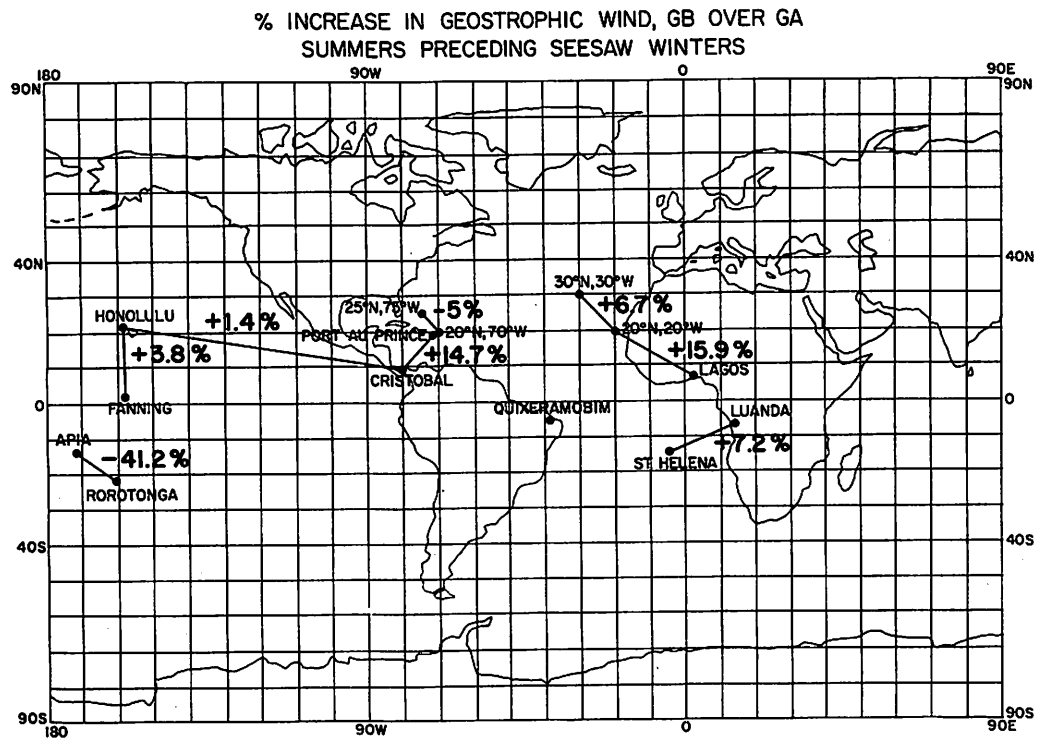 % INCREASE IN GEOSTROPHIC WIND, GB OVER GA
SUMMERS PRECEDING SEESAW WINTERS
180 90W 0 90E
90N 90N
40N 40N
30°N, 30°W
25°N, 75°W -5% +6.7%
HONOLULU +1.4%
PORT AU PRINCE 20°N, 70°W 20°N, 20°W
+3.8% +14.7% +15.9%
CRISTOBAL LAGOS
0 FANNING QUIXERAMOBIM LUANDA 0
APIA +7.2%
-41.2% ST HELENA
ROROTONGA
40S 40S
90S 90S
180 90W 0 90E